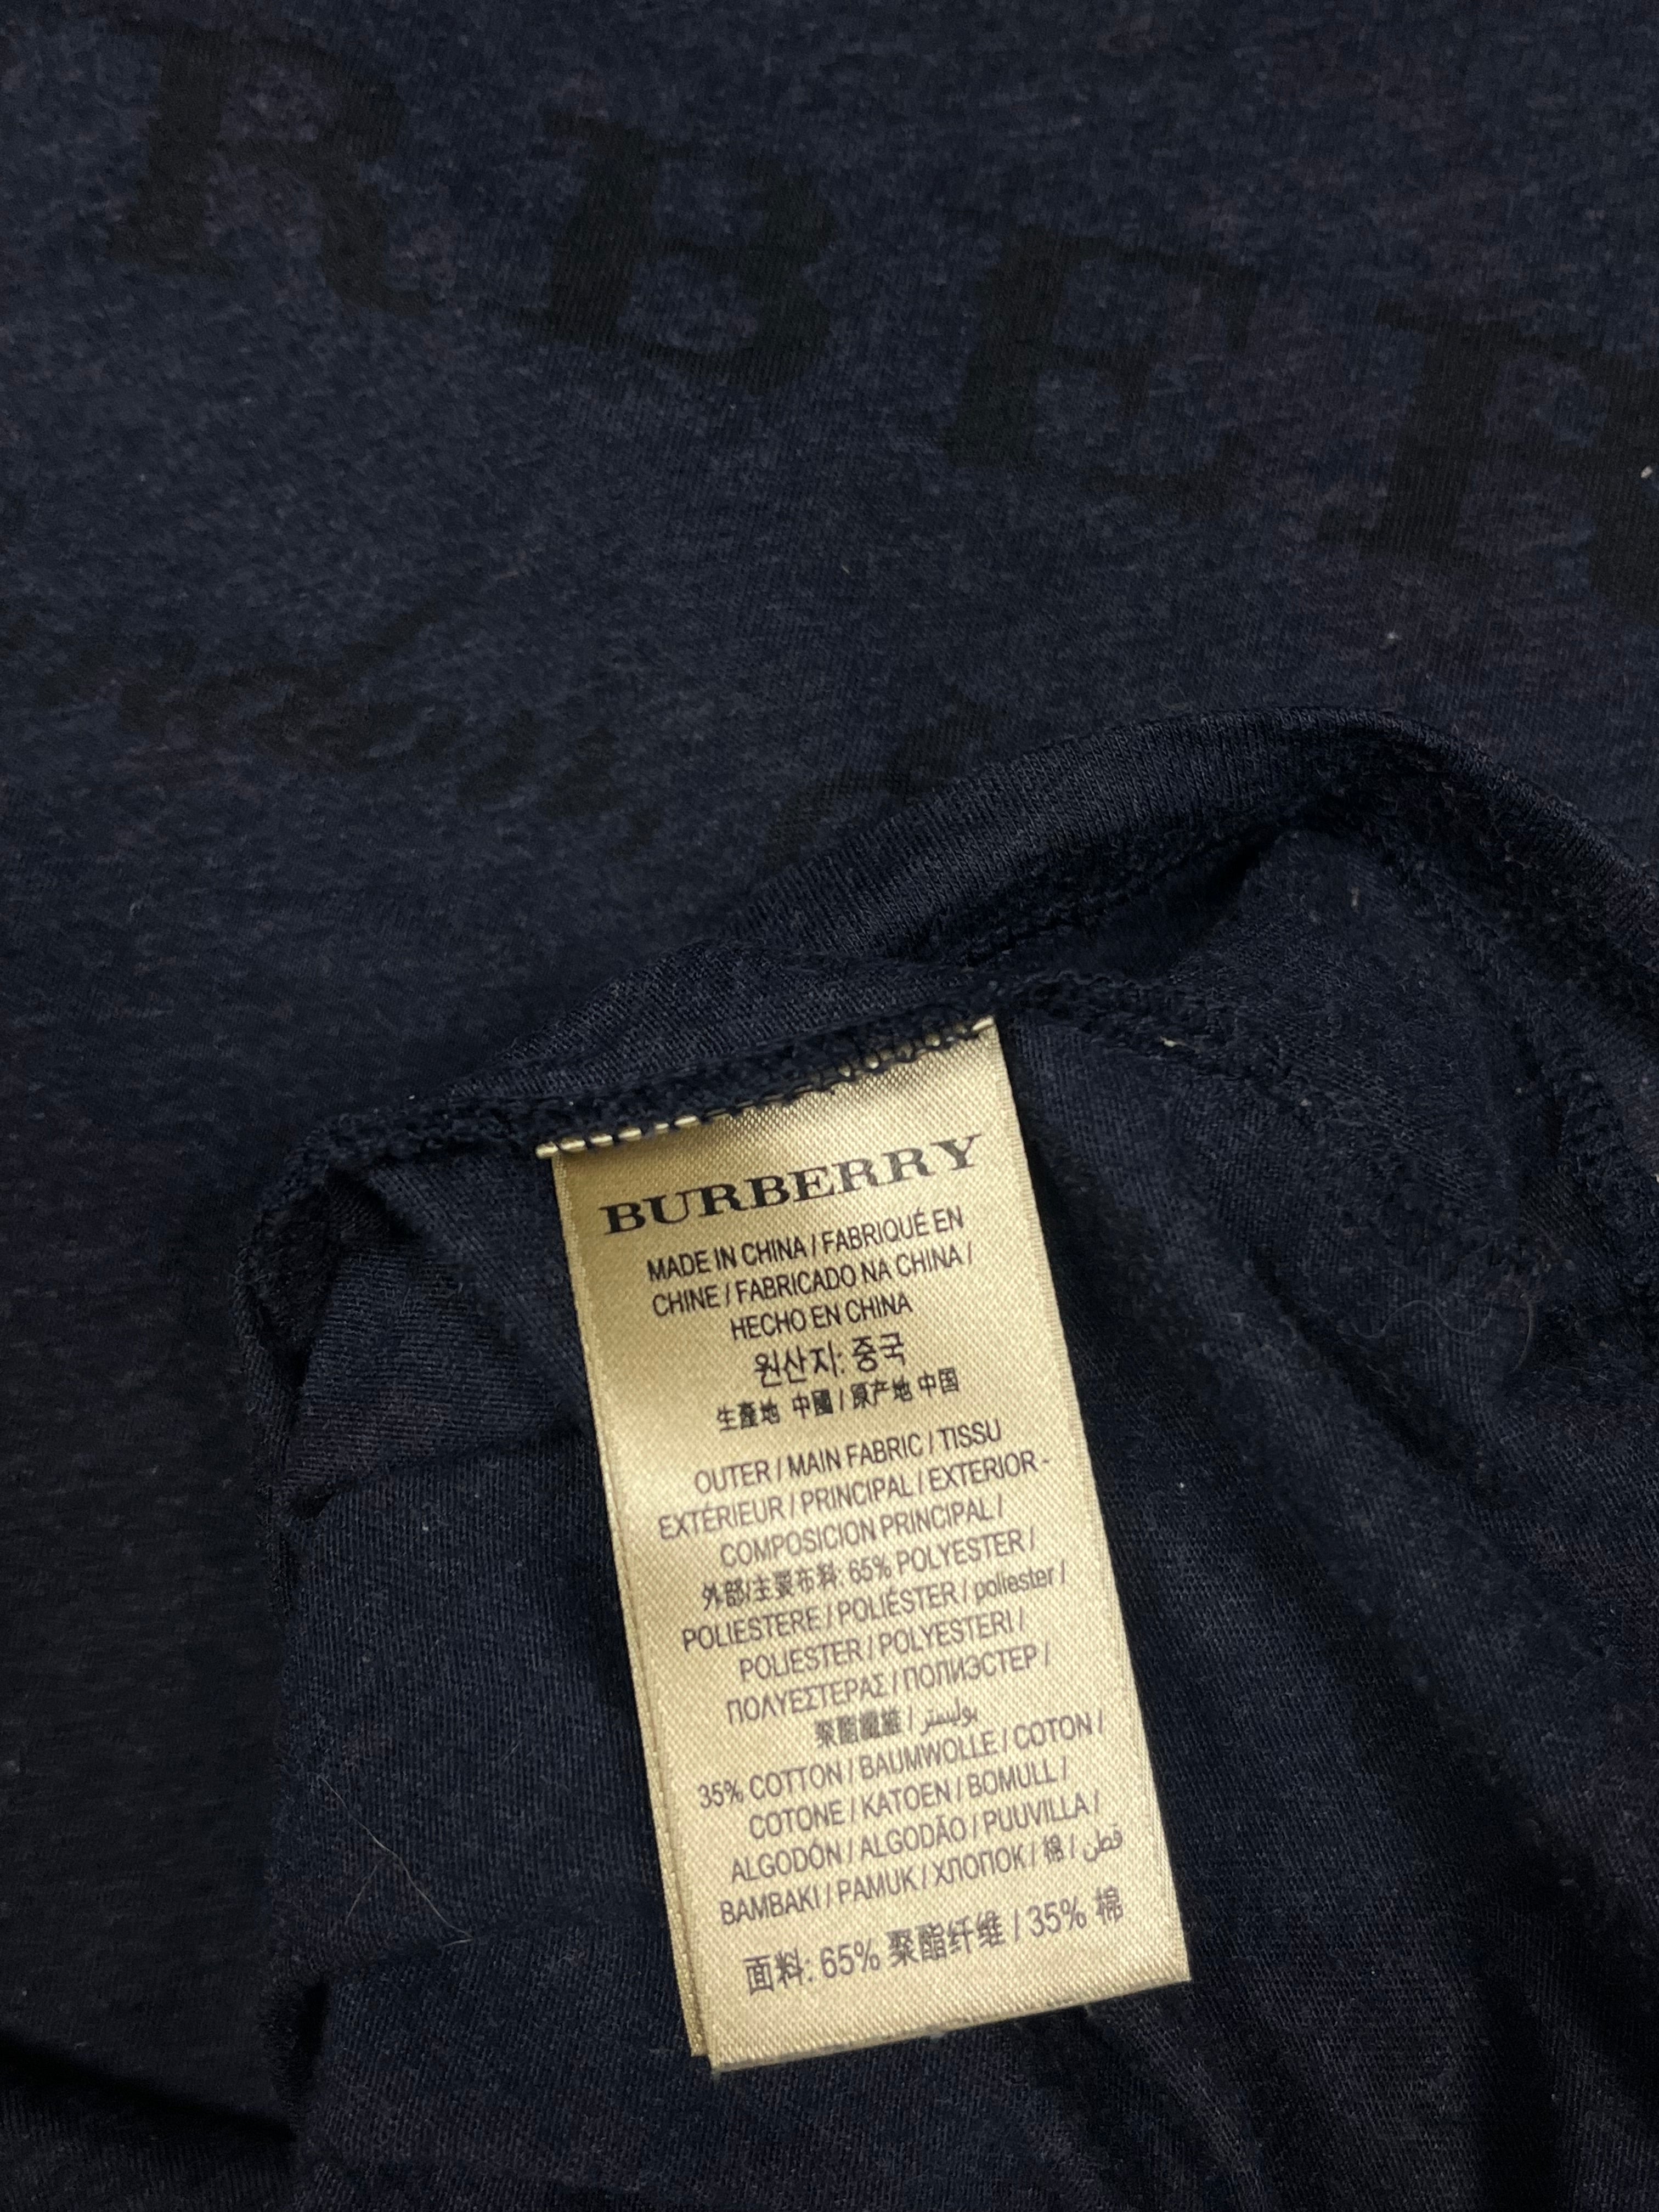 RBER
BURBERRY
MADE IN CHINA / FABRIQUÉ EN
CHINE / FABRICADO NA CHINA /
HECHO EN CHINA
원산지: 중국
生產地 中國 / 原产地 中国
OUTER / MAIN FABRIC / TISSU
EXTÉRIEUR / PRINCIPAL / EXTERIOR -
COMPOSICION PRINCIPAL /
外部/主要布料: 65% POLYESTER /
POLIESTERE / POLIÉSTER / poliester /
POLIESTER / POLYESTERI /
ΠΟΛΥΕΣΤΕΡΑΣ / ПОЛИЭСТЕР /
聚酯纖維 / بوليستر
35% COTTON / BAUMWOLLE / COTON /
COTONE / KATOEN / BOMULL /
ALGODÓN / ALGODÃO / PUUVILLA /
BAMBAKI / PAMUK / ХЛОПОК / 棉 / قطن
面料: 65% 聚酯纤维 / 35% 棉